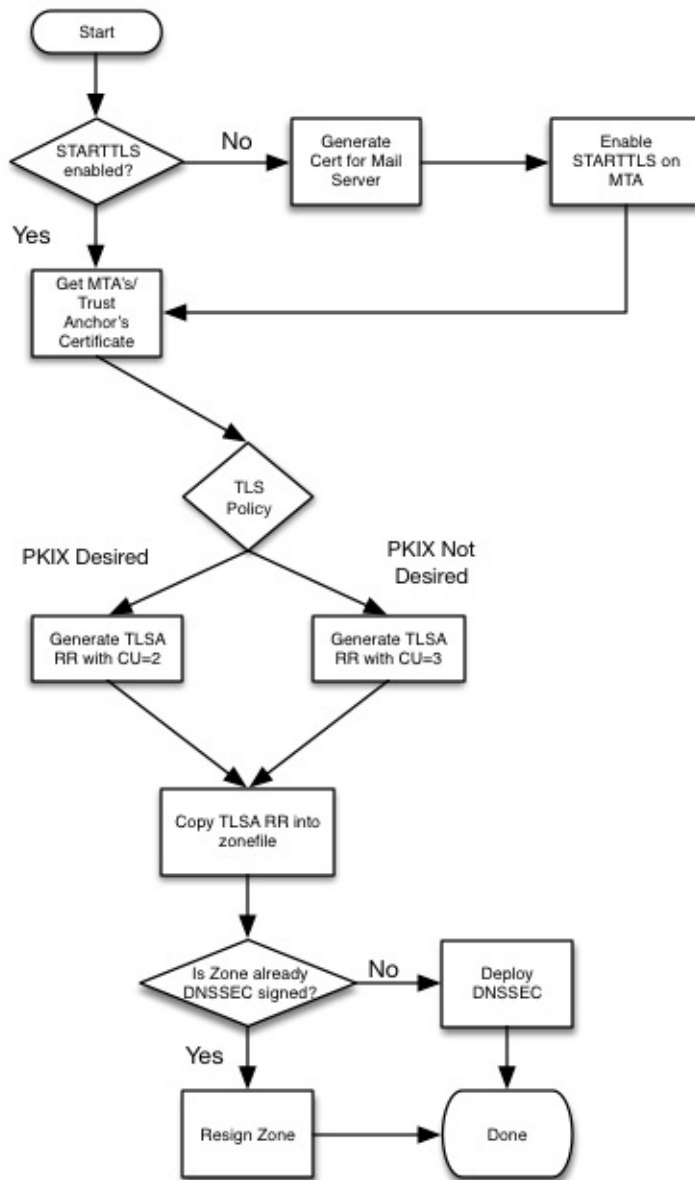 Start
STARTTLS
enabled?
No
Generate
Cert for Mail
Server
Enable
STARTTLS on
MTA
Yes
Get MTA's/
Trust
Anchor's
Certificate
TLS
Policy
PKIX Desired
PKIX Not
Desired
Generate TLSA
RR with CU=2
Generate TLSA
RR with CU=3
Copy TLSA RR into
zonefile
Is Zone already
DNSSEC signed?
No
Deploy
DNSSEC
Yes
Resign Zone
Done